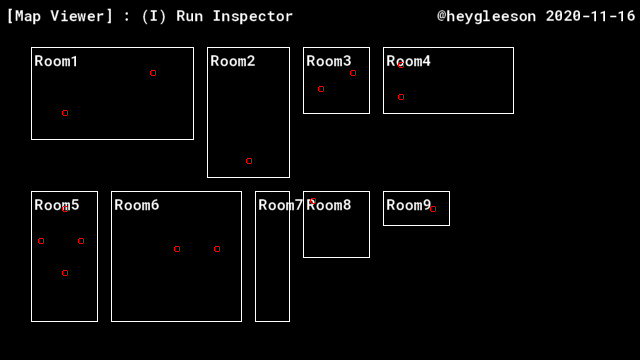 [Map Viewer] : (I) Run Inspector
@heygleeson 2020-11-16
Room1
Room2
Room3
Room4
Room5
Room6
Room7
Room8
Room9